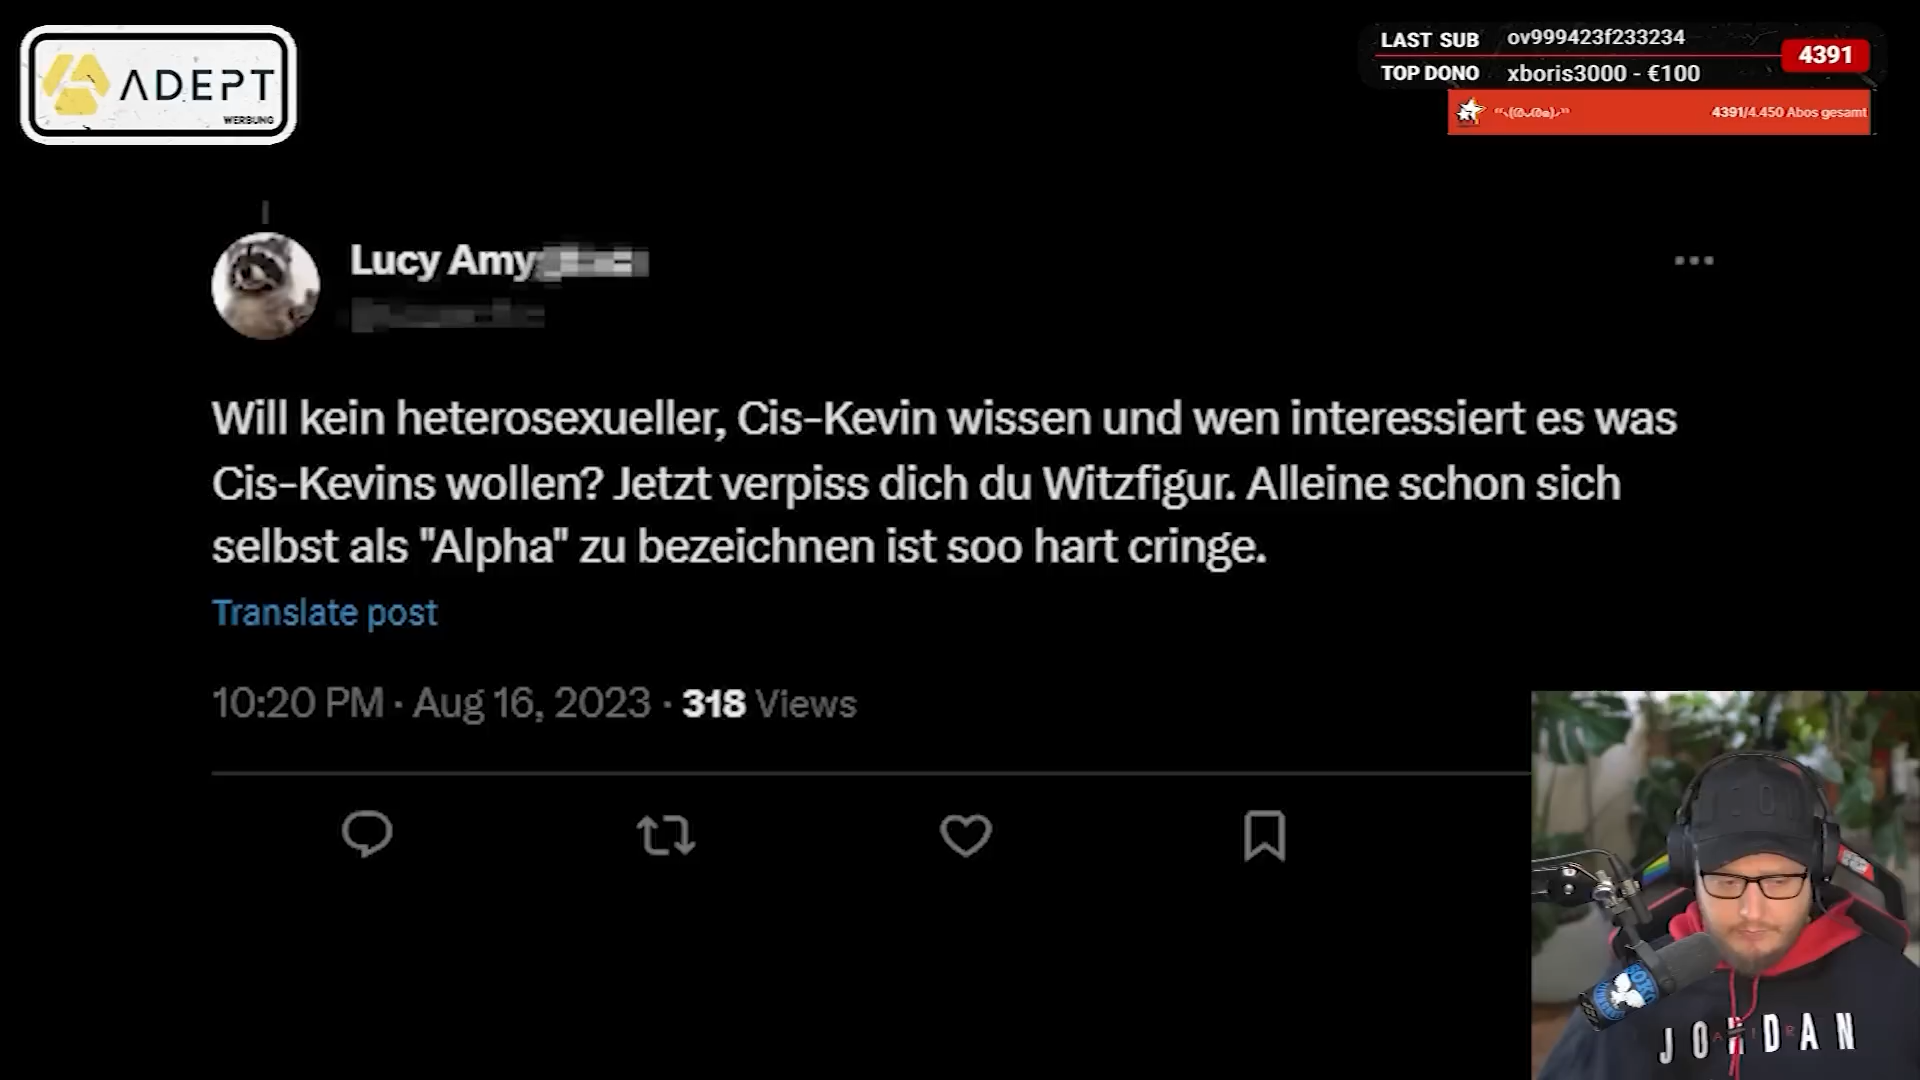 ADEPT
WERBUNG
LAST SUB ov999423f233234
TOP DONO xboris3000 - €100
4391
4391/4.450 Abos gesamt
Lucy Amy
Will kein heterosexueller, Cis-Kevin wissen und wen interessiert es was
Cis-Kevins wollen? Jetzt verpiss dich du Witzfigur. Alleine schon sich
selbst als "Alpha" zu bezeichnen ist soo hart cringe.
Translate post
10:20 PM · Aug 16, 2023 · 318 Views
JORDAN